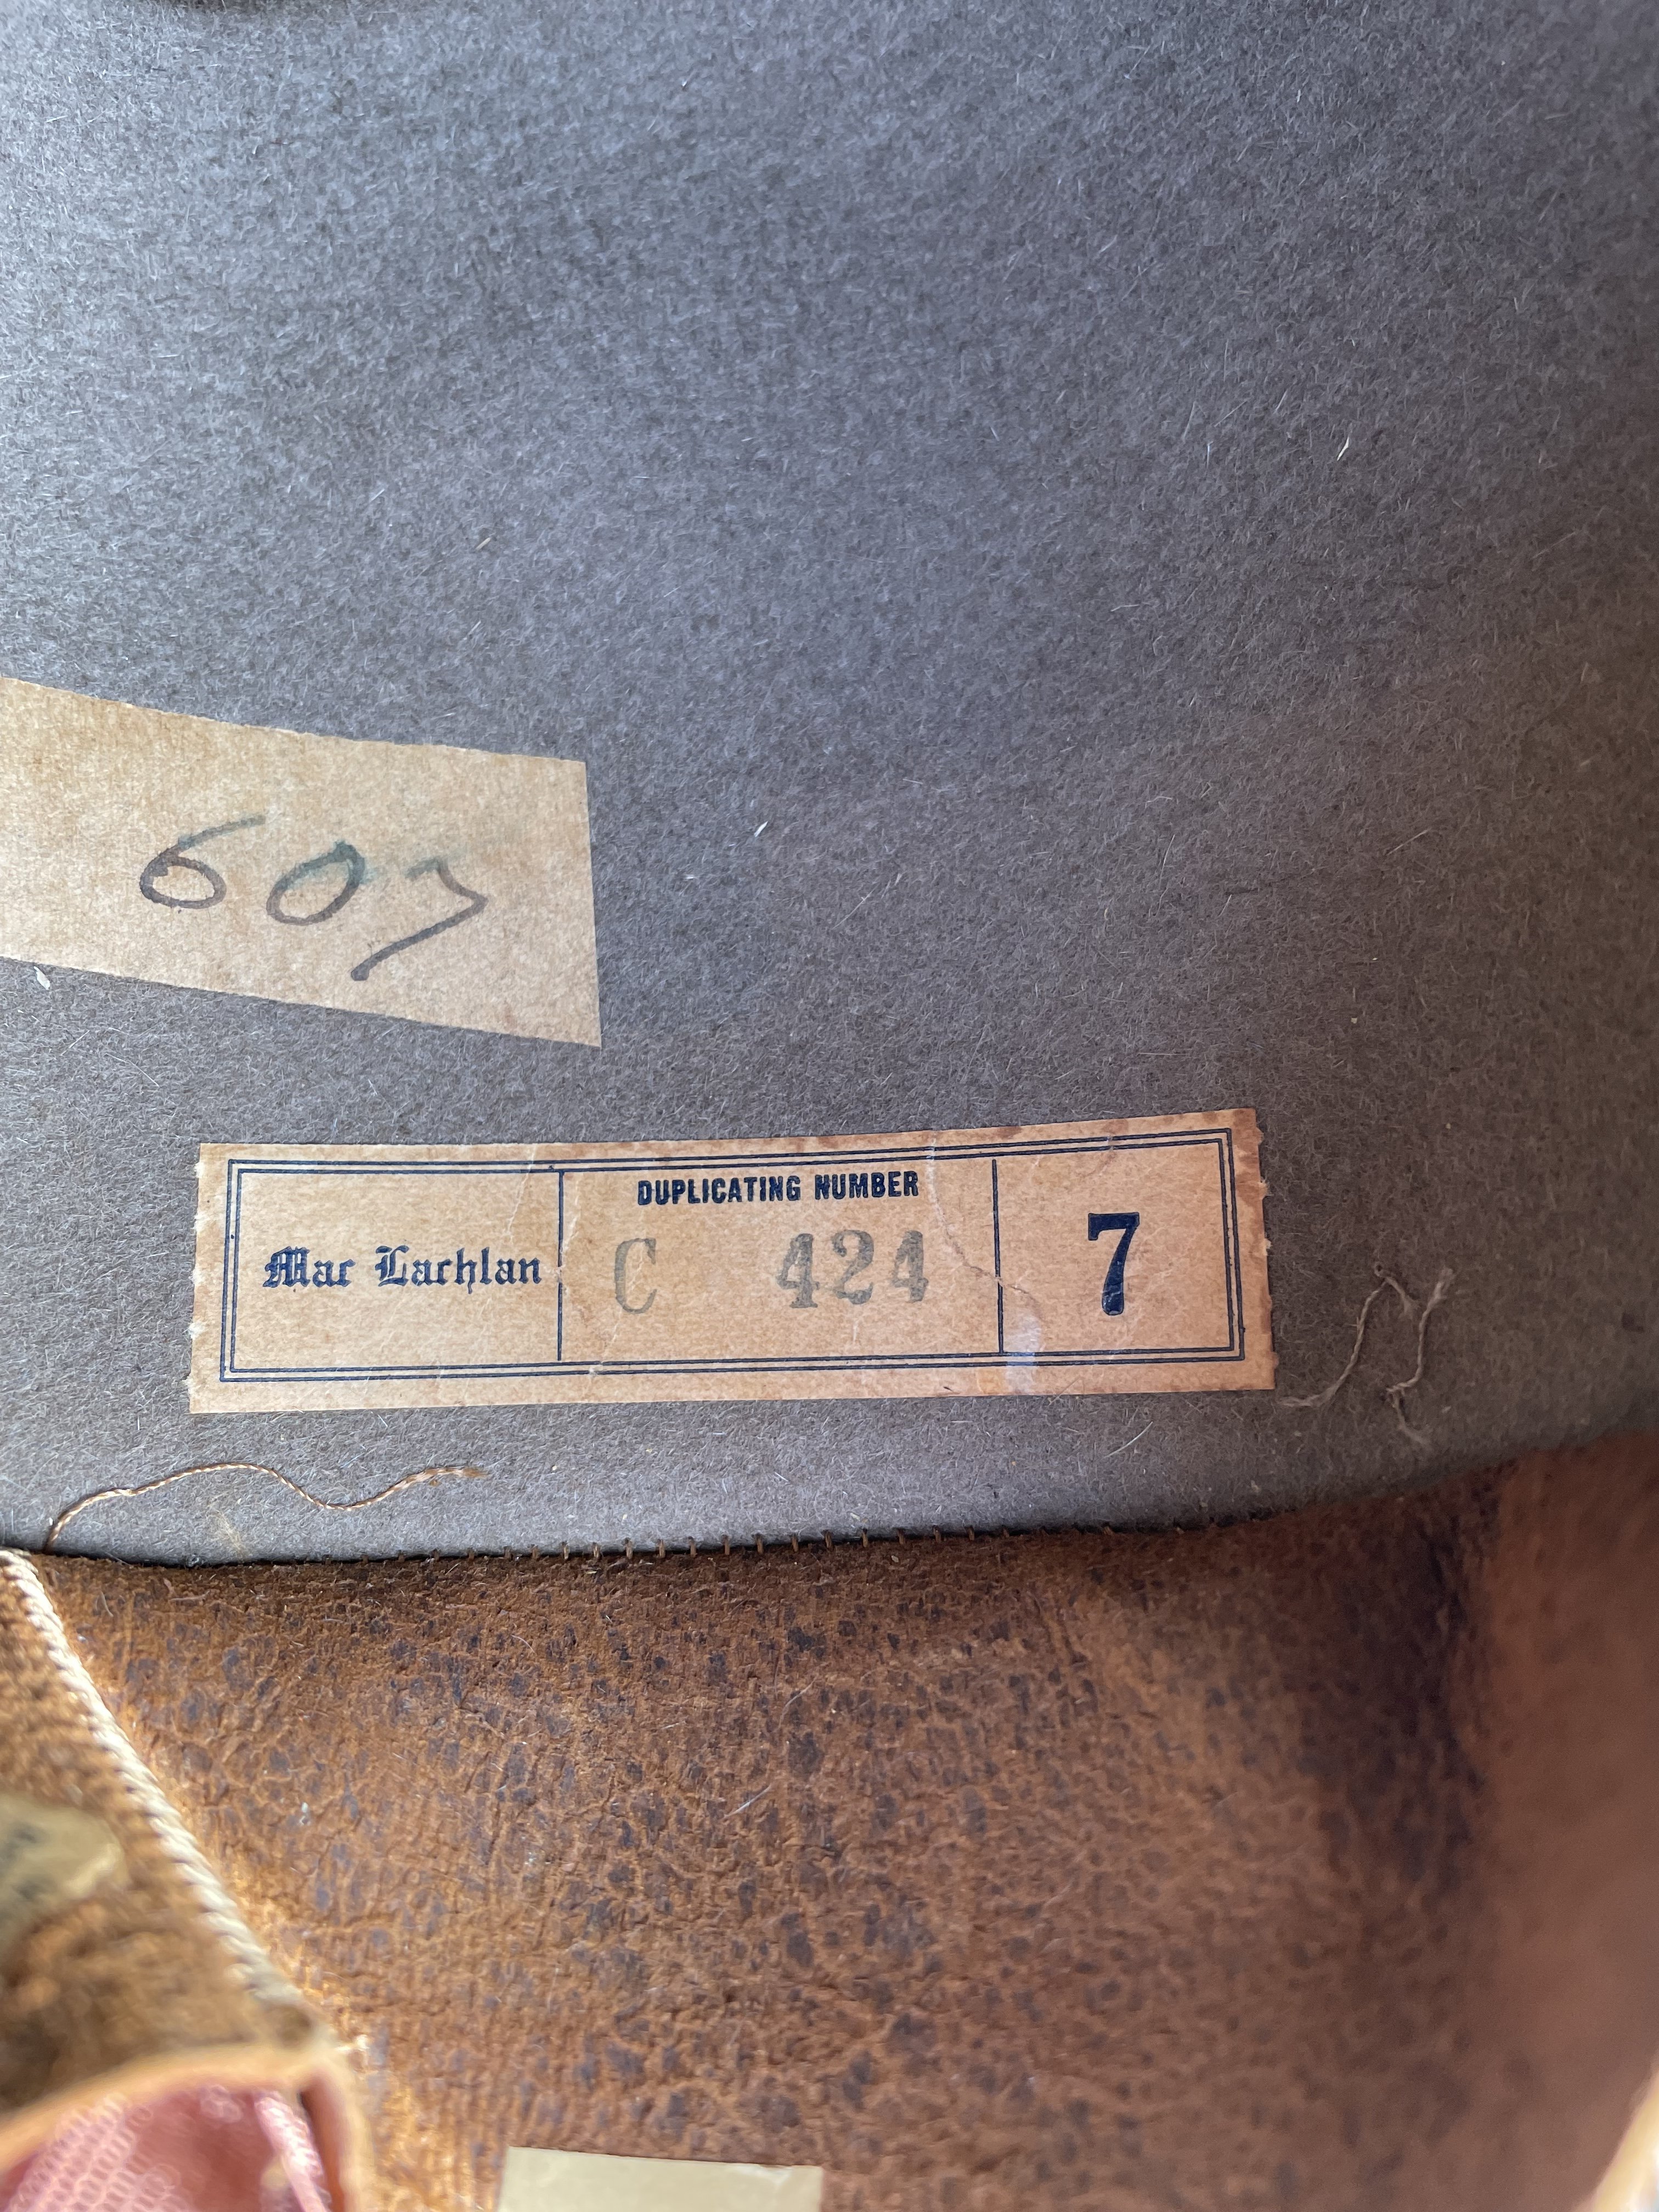 607
DUPLICATING NUMBER
Mac Lachlan C 424 7